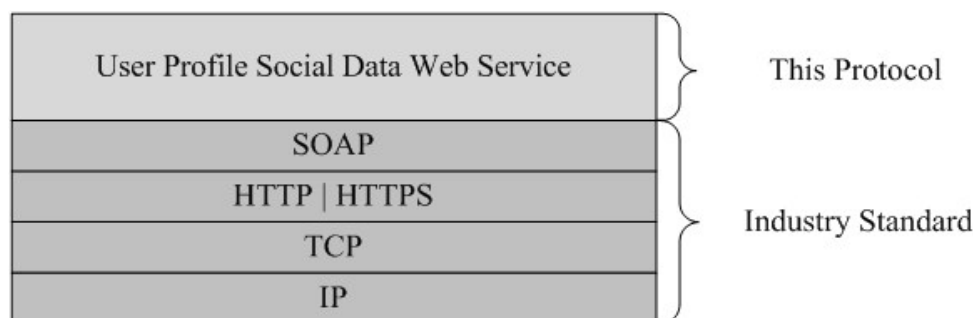 User Profile Social Data Web Service
This Protocol
SOAP
HTTP | HTTPS
TCP
IP
Industry Standard